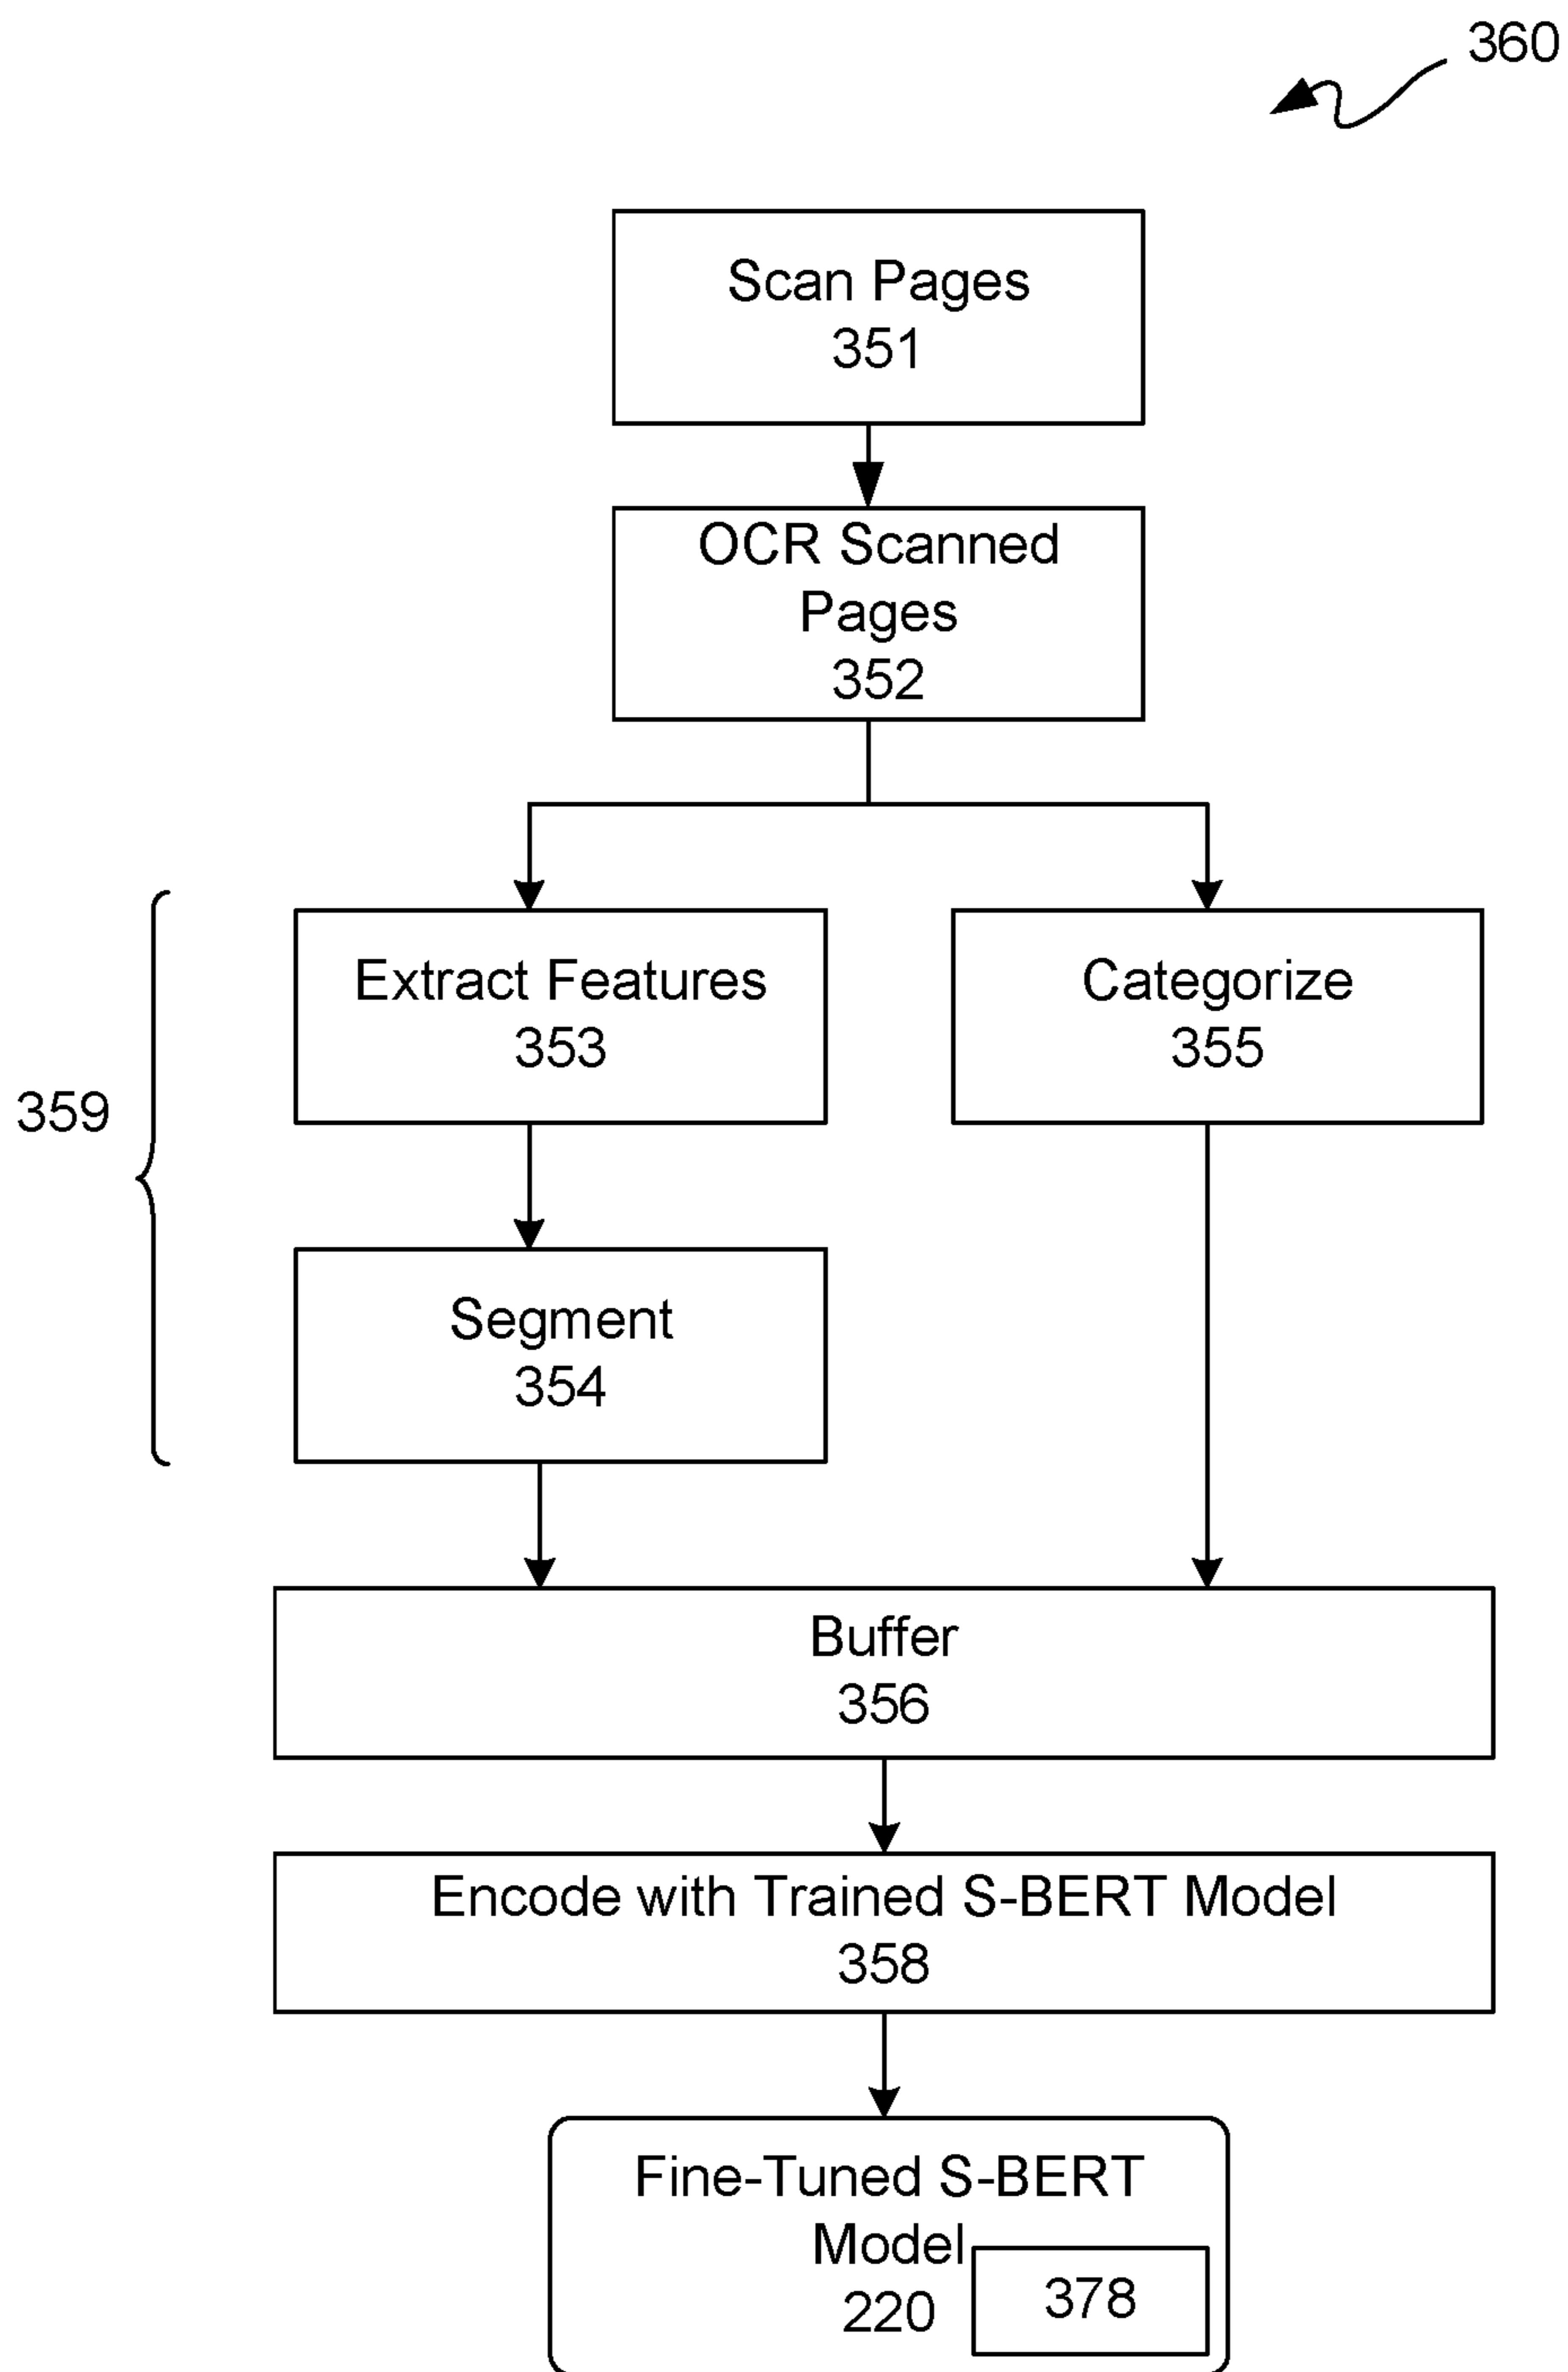 360
Scan Pages
351
OCR Scanned
Pages
352
Extract Features
353
Categorize
355
359
Segment
354
Buffer
356
Encode with Trained S-BERT Model
358
Fine-Tuned S-BERT
Model
220
378